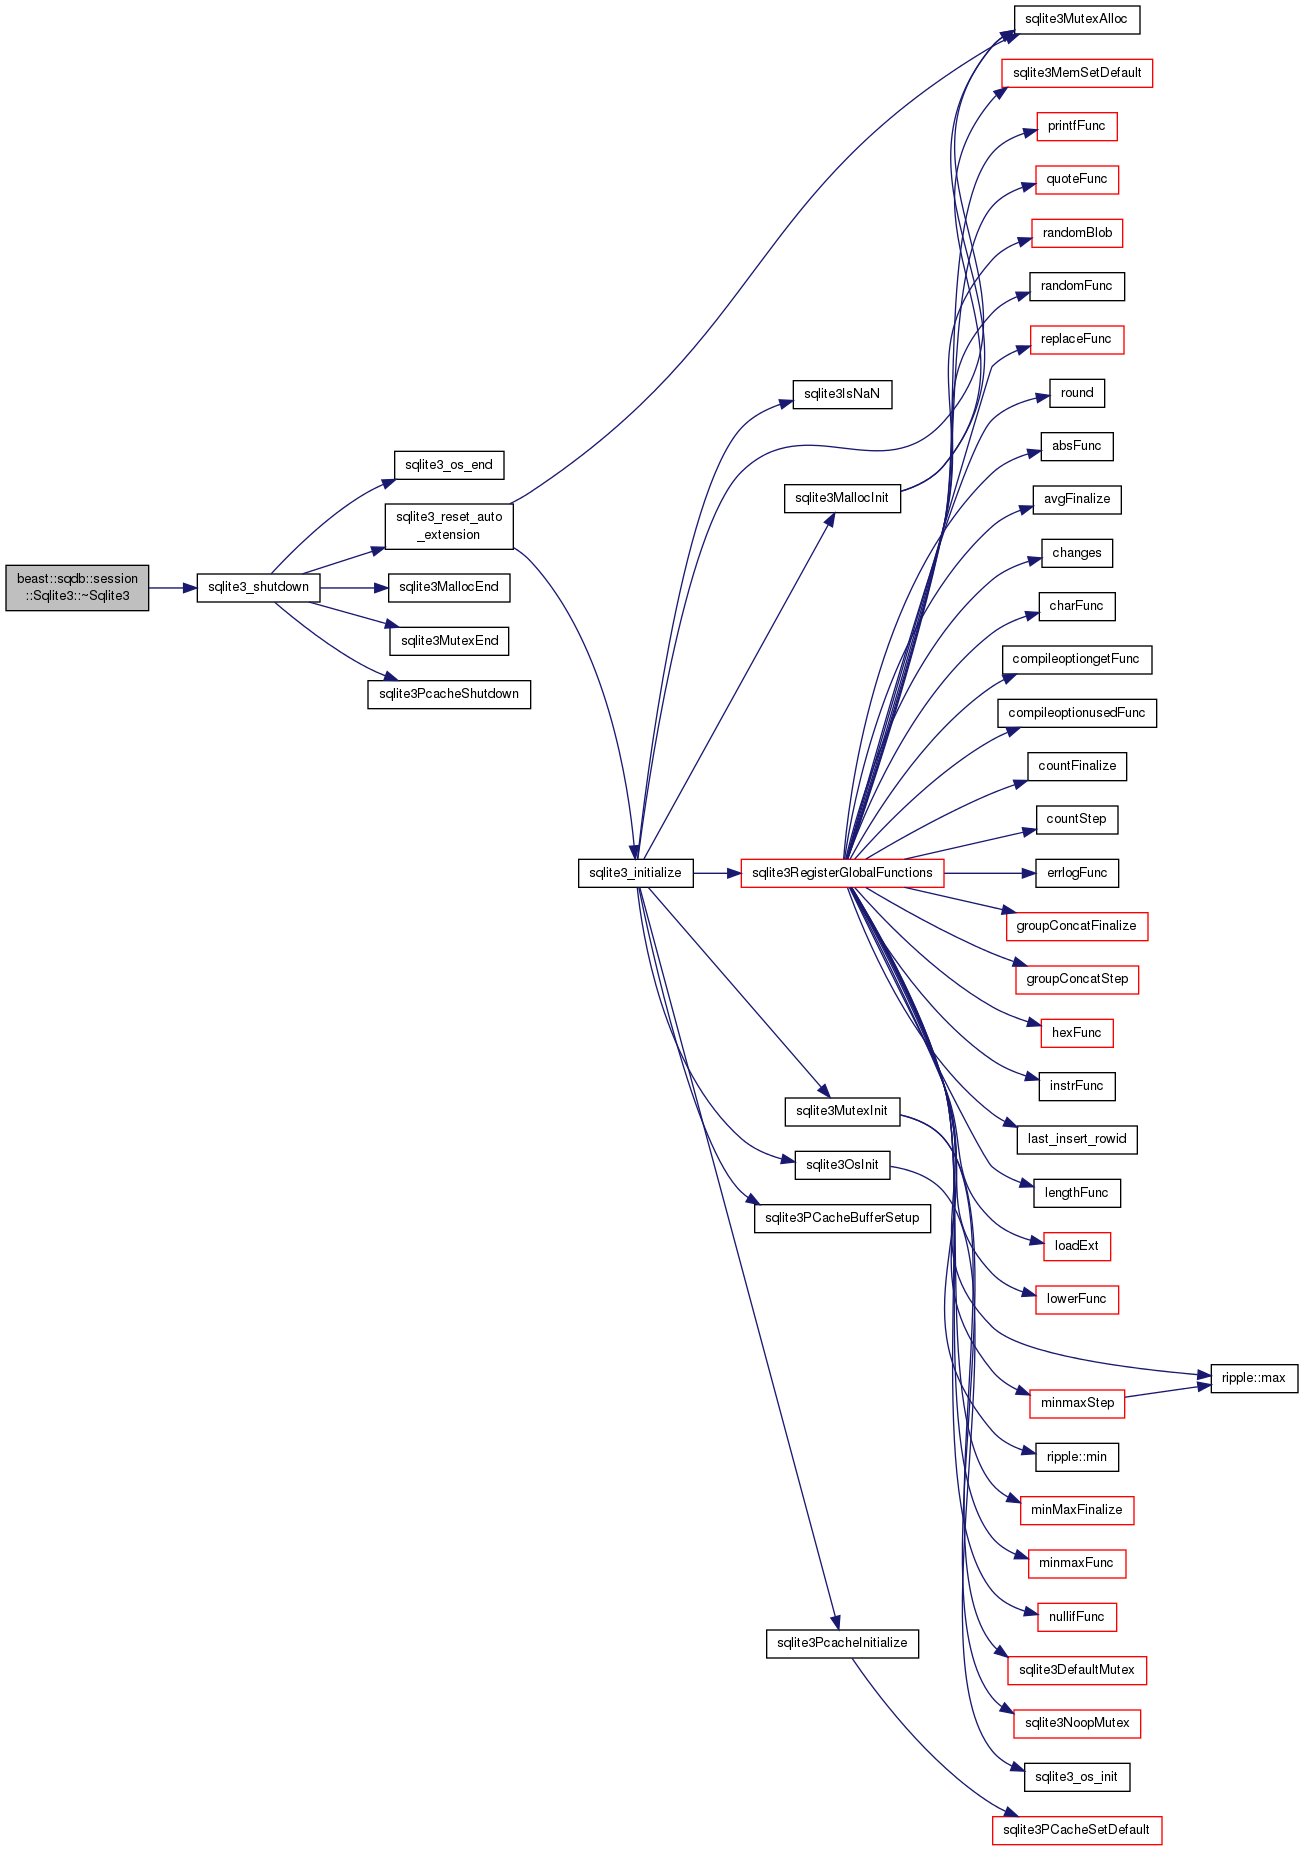 beast::sqdb::session
::Sqlite3::~Sqlite3
sqlite3_shutdown
sqlite3_os_end
sqlite3_reset_auto
_extension
sqlite3MallocEnd
sqlite3MutexEnd
sqlite3PcacheShutdown
sqlite3_initialize
sqlite3IsNaN
sqlite3MallocInit
sqlite3RegisterGlobalFunctions
sqlite3MutexInit
sqlite3OsInit
sqlite3PCacheBufferSetup
sqlite3PcacheInitialize
sqlite3MutexAlloc
sqlite3MemSetDefault
printfFunc
quoteFunc
randomBlob
randomFunc
replaceFunc
round
absFunc
avgFinalize
changes
charFunc
compileoptiongetFunc
compileoptionusedFunc
countFinalize
countStep
errlogFunc
groupConcatFinalize
groupConcatStep
hexFunc
instrFunc
last_insert_rowid
lengthFunc
loadExt
lowerFunc
ripple::max
minmaxStep
ripple::min
minMaxFinalize
minmaxFunc
nullifFunc
sqlite3DefaultMutex
sqlite3NoopMutex
sqlite3_os_init
sqlite3PCacheSetDefault